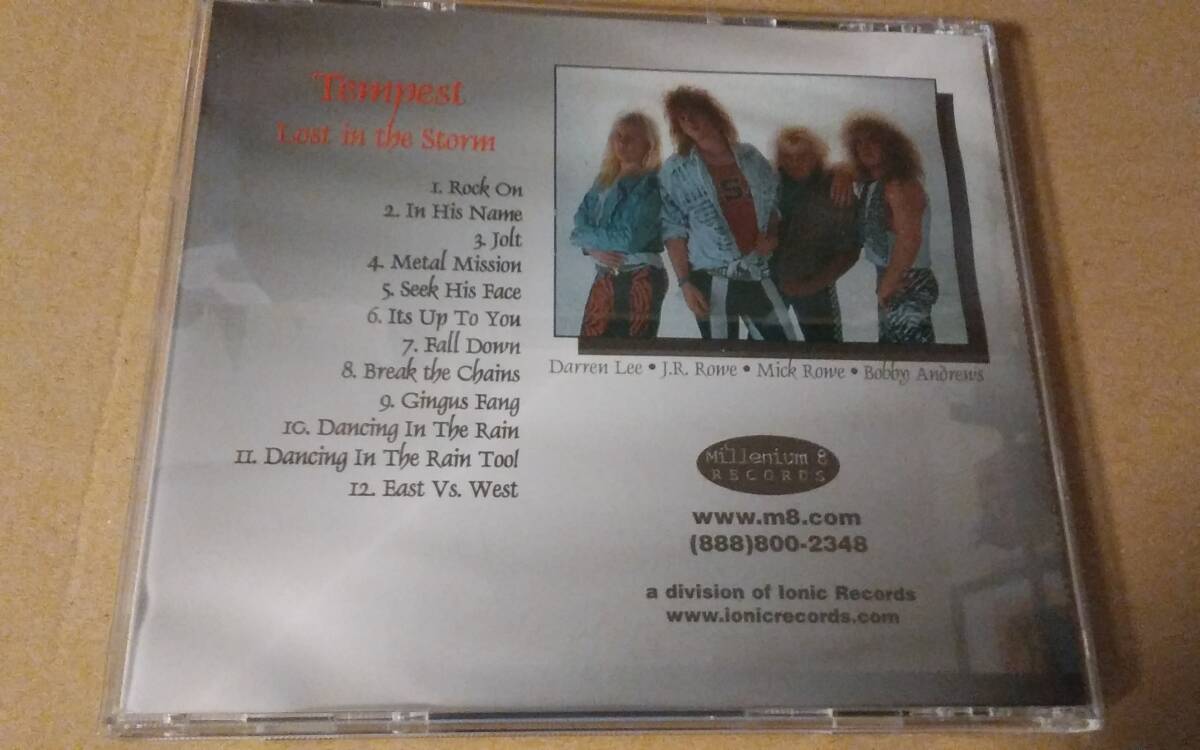 Tempest
Lost in the Storm
1. Rock On
2. In His Name
3. Jolt
4. Metal Mission
5. Seek His Face
6. Its Up To You
7. Fall Down
8. Break the Chains
9. Gingus Fang
10. Dancing In The Rain
11. Dancing In The Rain Too!
12. East Vs. West
S
Darren Lee • J.R. Rowe • Mick Rowe • Bobby Andrews
Millenium 8
RECORDS
www.m8.com
(888)800-2348
a division of Ionic Records
www.ionicrecords.com